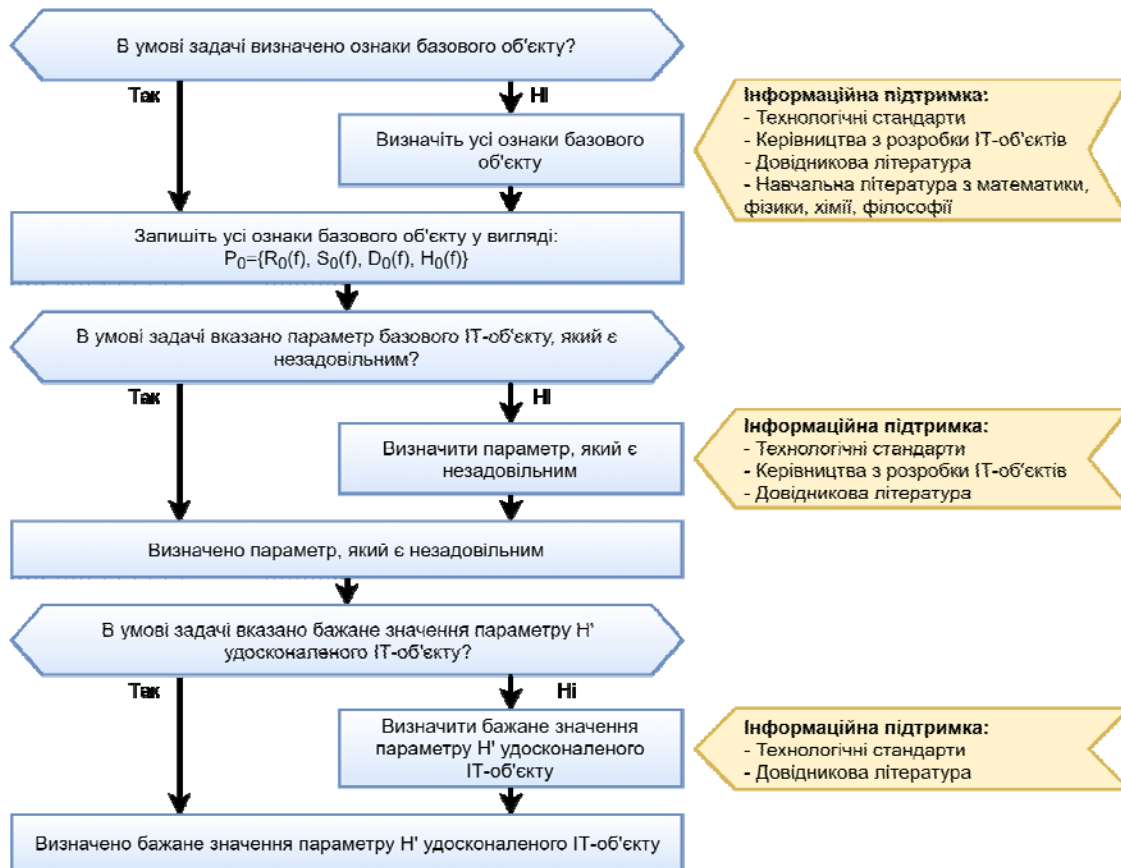 В умові задачі визначено ознаки базового об'єкту?
Так
Ні
Визначіть усі ознаки базового
об'єкту
Інформаційна підтримка:
- Технологічні стандарти
- Керівництва з розробки ІТ-об'єктів
- Довідникова література
- Навчальна література з математики,
фізики, хімії, філософії
Запишіть усі ознаки базового об'єкту у вигляді:
P₀={R₀(f), S₀(f), D₀(f), H₀(f)}
В умові задачі вказано параметр базового ІТ-об'єкту, який є
незадовільним?
Так
Ні
Визначити параметр, який є
незадовільним
Інформаційна підтримка:
- Технологічні стандарти
- Керівництва з розробки ІТ-об'єктів
- Довідникова література
Визначено параметр, який є незадовільним
В умові задачі вказано бажане значення параметру H'
удосконаленого ІТ-об'єкту?
Так
Ні
Визначити бажане значення
параметру H' удосконаленого
ІТ-об'єкту
Інформаційна підтримка:
- Технологічні стандарти
- Довідникова література
Визначено бажане значення параметру H' удосконаленого ІТ-об'єкту